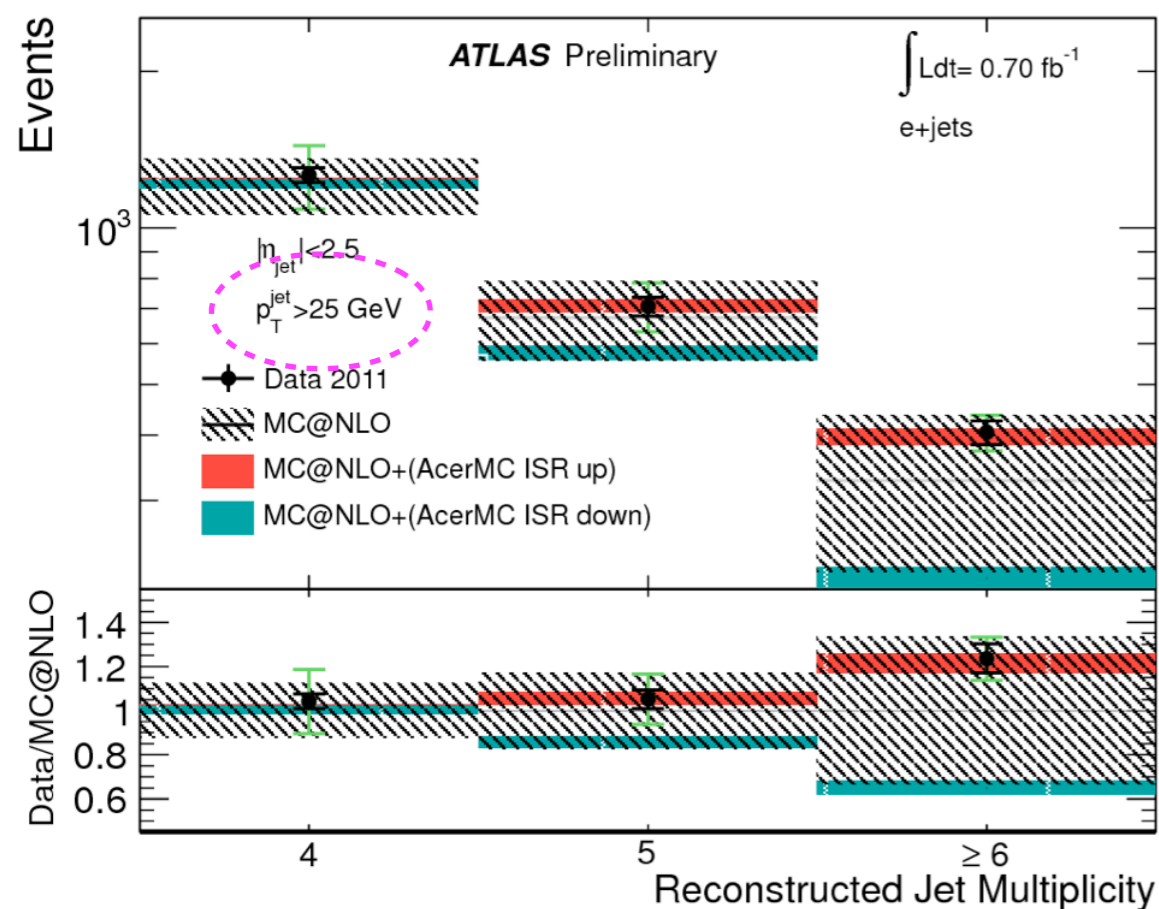 Events
ATLAS Preliminary
∫Ldt= 0.70 fb⁻¹
e+jets
10³
|η_jet|<2.5
p_T^jet >25 GeV
Data 2011
MC@NLO
MC@NLO+(AcerMC ISR up)
MC@NLO+(AcerMC ISR down)
Data/MC@NLO
1.4
1.2
1
0.8
0.6
4 5 ≥ 6
Reconstructed Jet Multiplicity